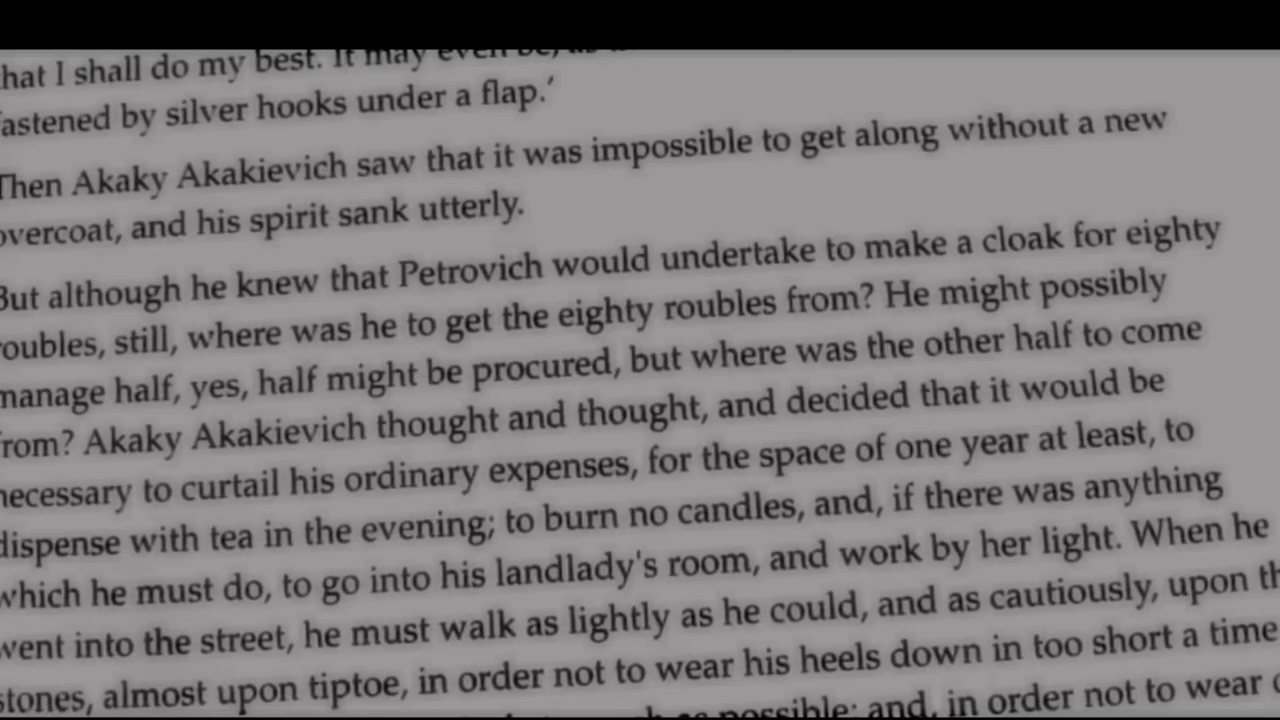 hat I shall do my best. It may even be, as
astened by silver hooks under a flap.’
Then Akaky Akakievich saw that it was impossible to get along without a new
overcoat, and his spirit sank utterly.
But although he knew that Petrovich would undertake to make a cloak for eighty
roubles, still, where was he to get the eighty roubles from? He might possibly
manage half, yes, half might be procured, but where was the other half to come
from? Akaky Akakievich thought and thought, and decided that it would be
necessary to curtail his ordinary expenses, for the space of one year at least, to
dispense with tea in the evening; to burn no candles, and, if there was anything
which he must do, to go into his landlady's room, and work by her light. When he
went into the street, he must walk as lightly as he could, and as cautiously, upon th
stones, almost upon tiptoe, in order not to wear his heels down in too short a time
possible; and, in order not to wear